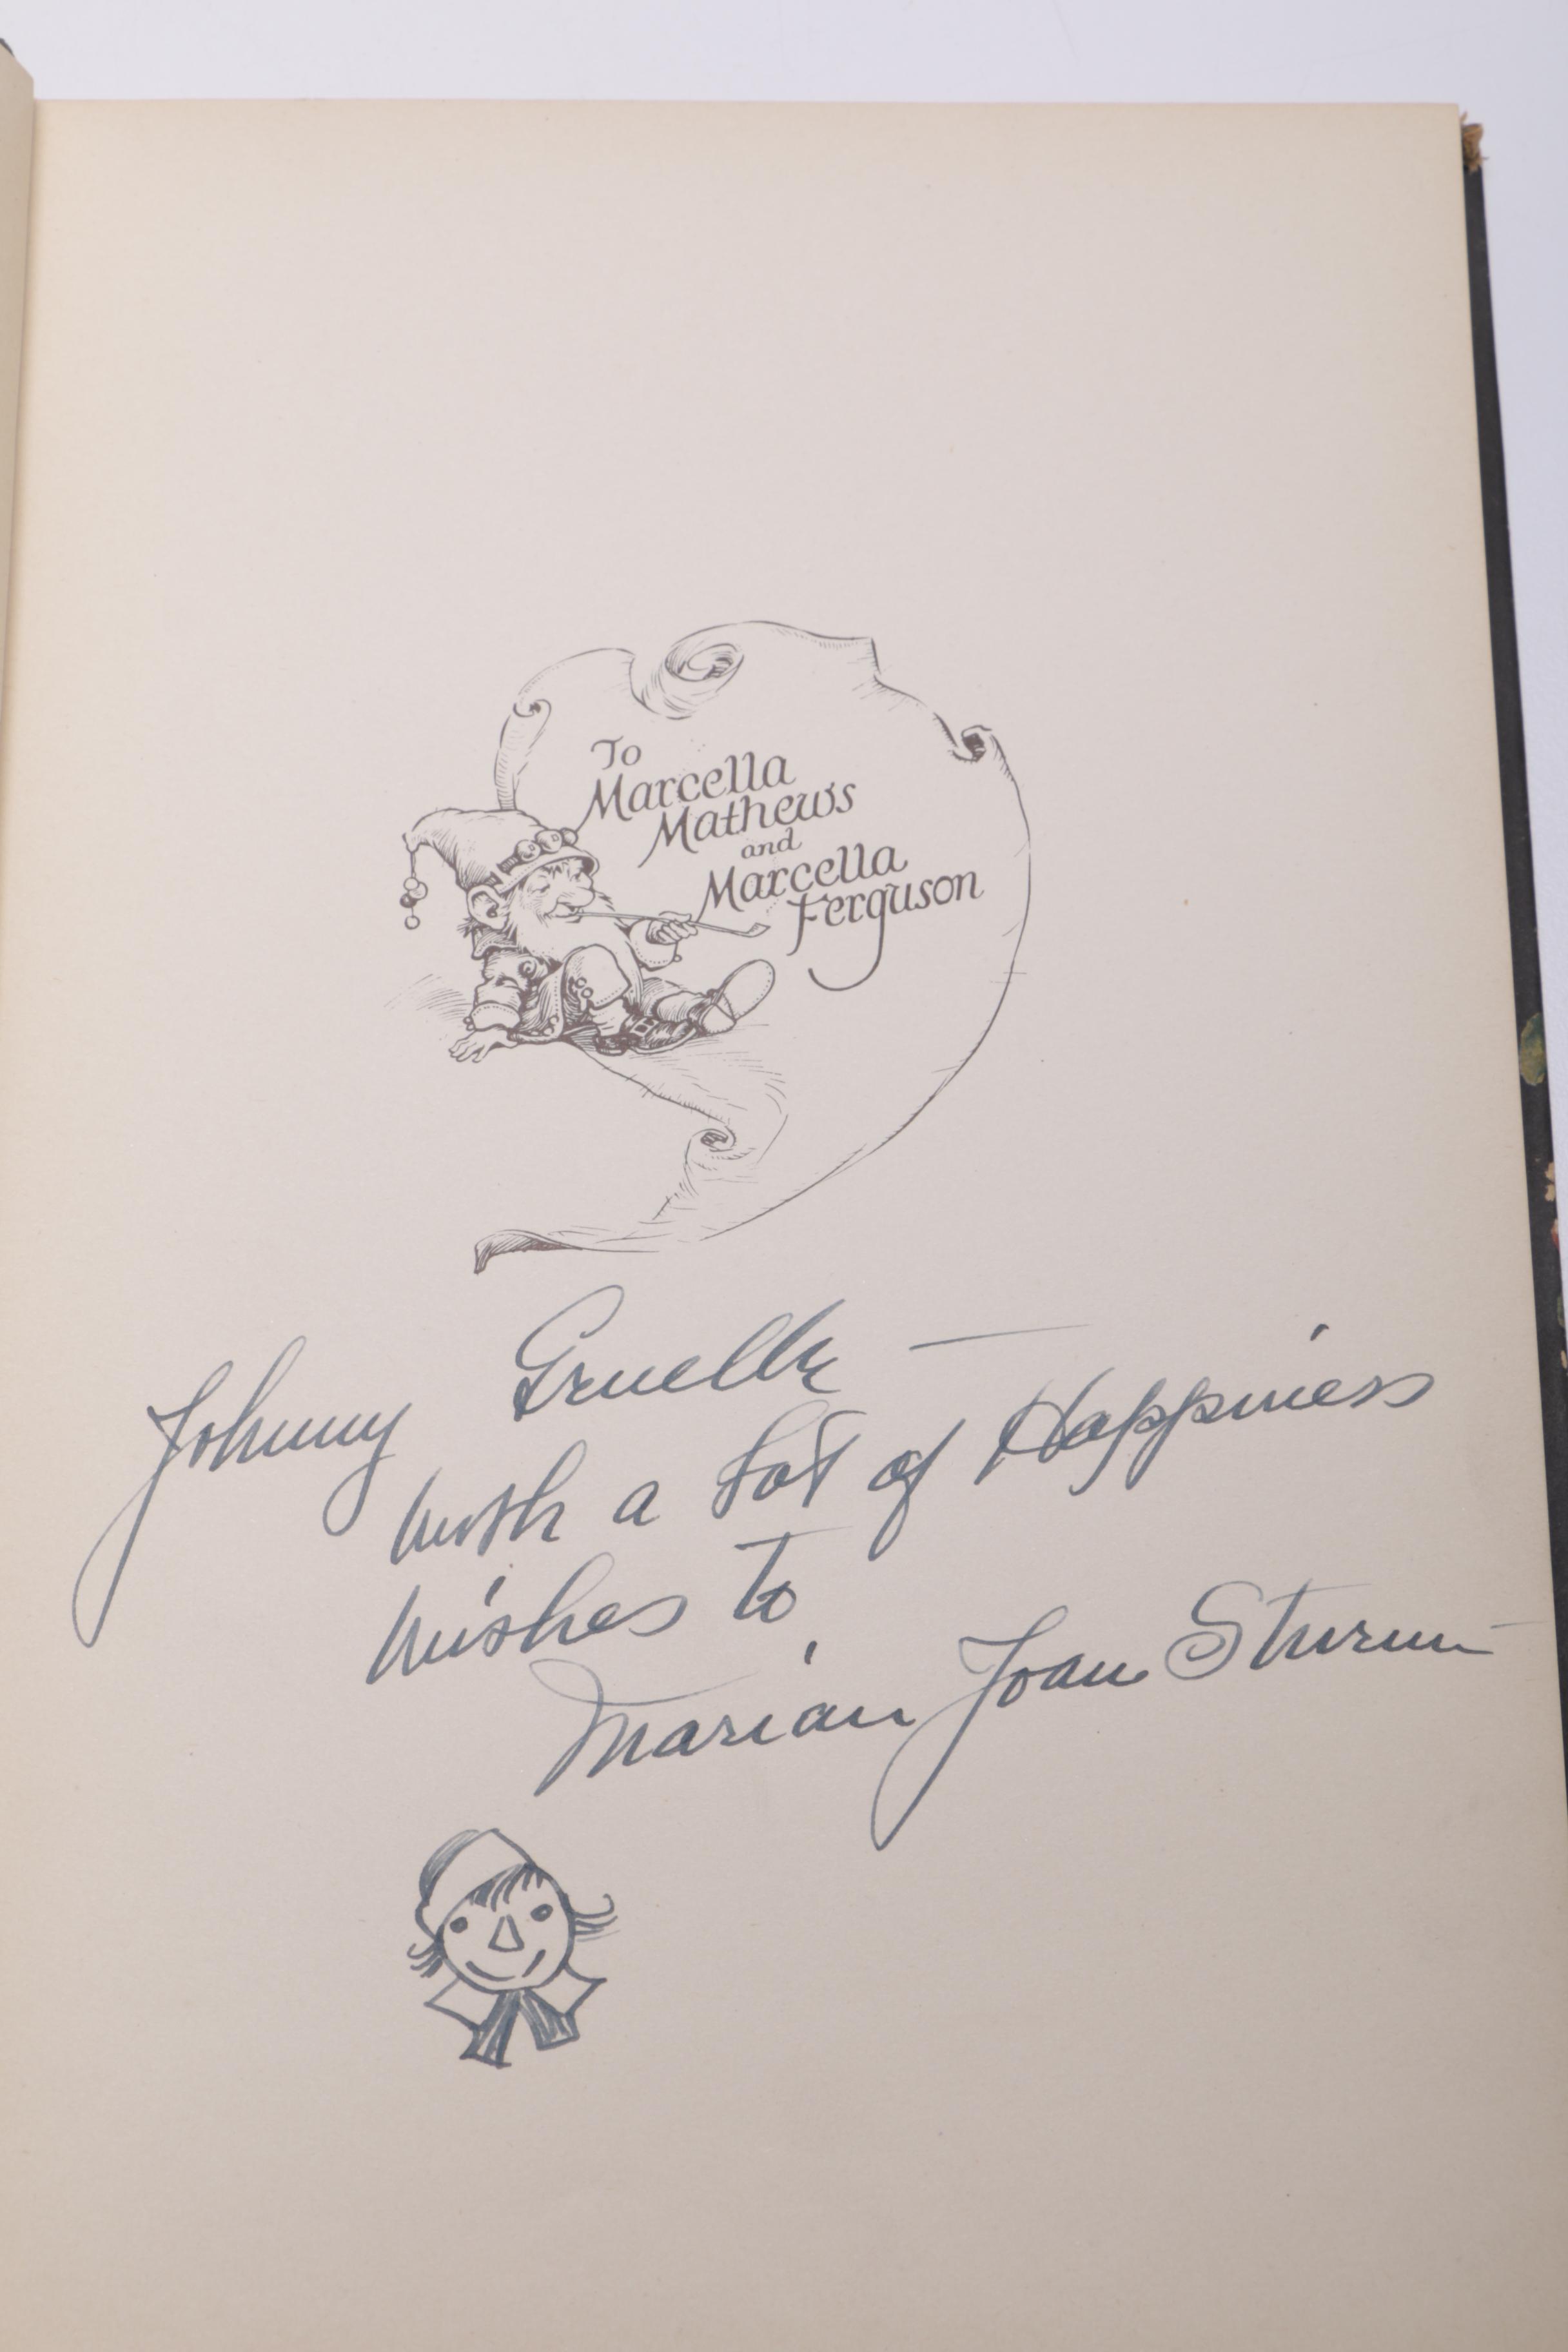 To
Marcella
Mathews
and
Marcella
Ferguson
Johnny Gruelle —
with a Lot of Happiness
wishes to
Marian Joan Sturm